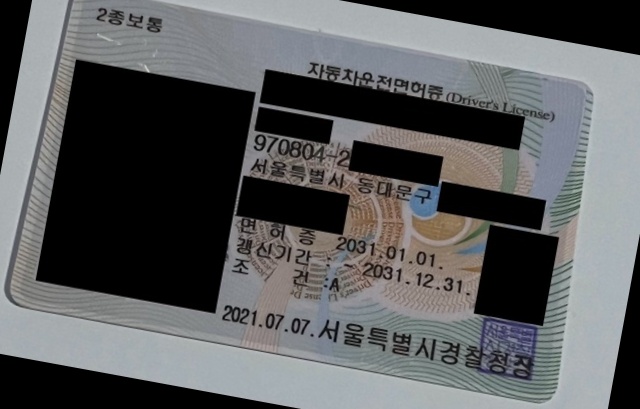 2종보통
자동차운전면허증 (Driver's License)
970804-2
서울특별시 동대문구
면 허 증
갱신기간 : 2031.01.01.
~ 2031.12.31.
조 건 :A
2021.07.07. 서울특별시경찰청장